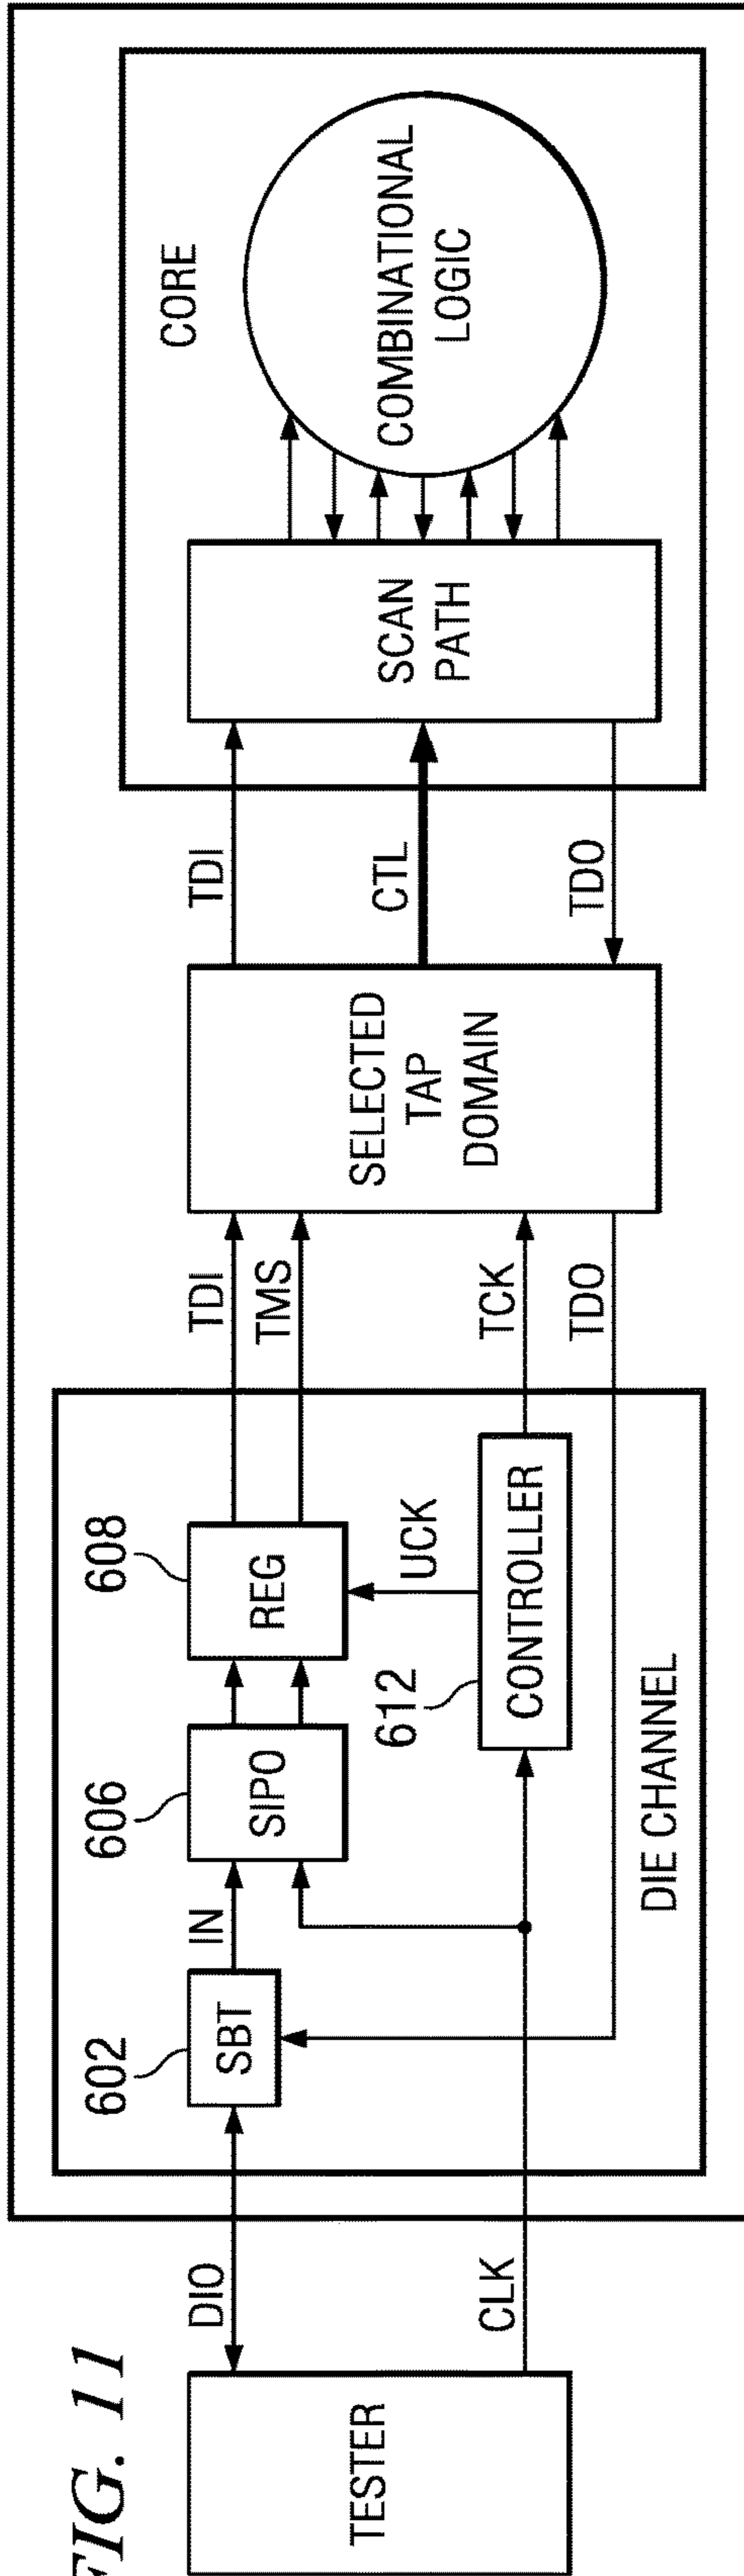 FIG. 11
TESTER
DIO
CLK
602
SBT
IN
606
SIPO
608
REG
UCK
612
CONTROLLER
DIE CHANNEL
TDI
TMS
TCK
TDO
SELECTED
TAP
DOMAIN
TDI
CTL
TDO
CORE
SCAN
PATH
COMBINATIONAL
LOGIC